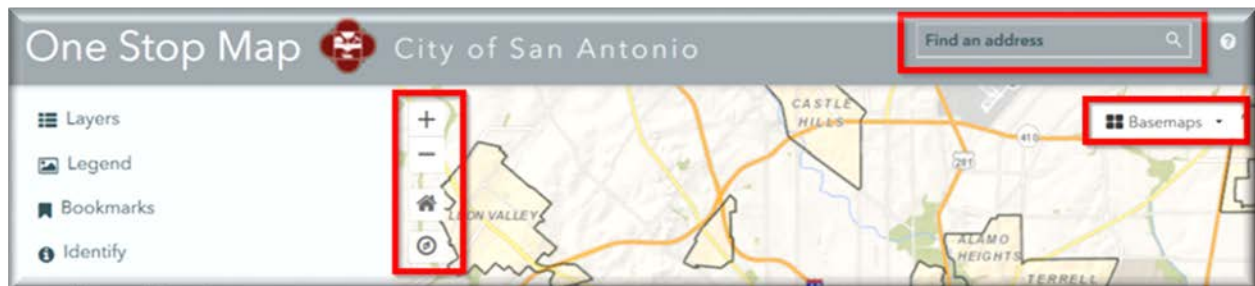 One Stop Map City of San Antonio
Find an address
Layers
Legend
Bookmarks
Identify
Basemaps
CASTLE
HILLS
410
281
LEON VALLEY
ALAMO
HEIGHTS
TERRELL